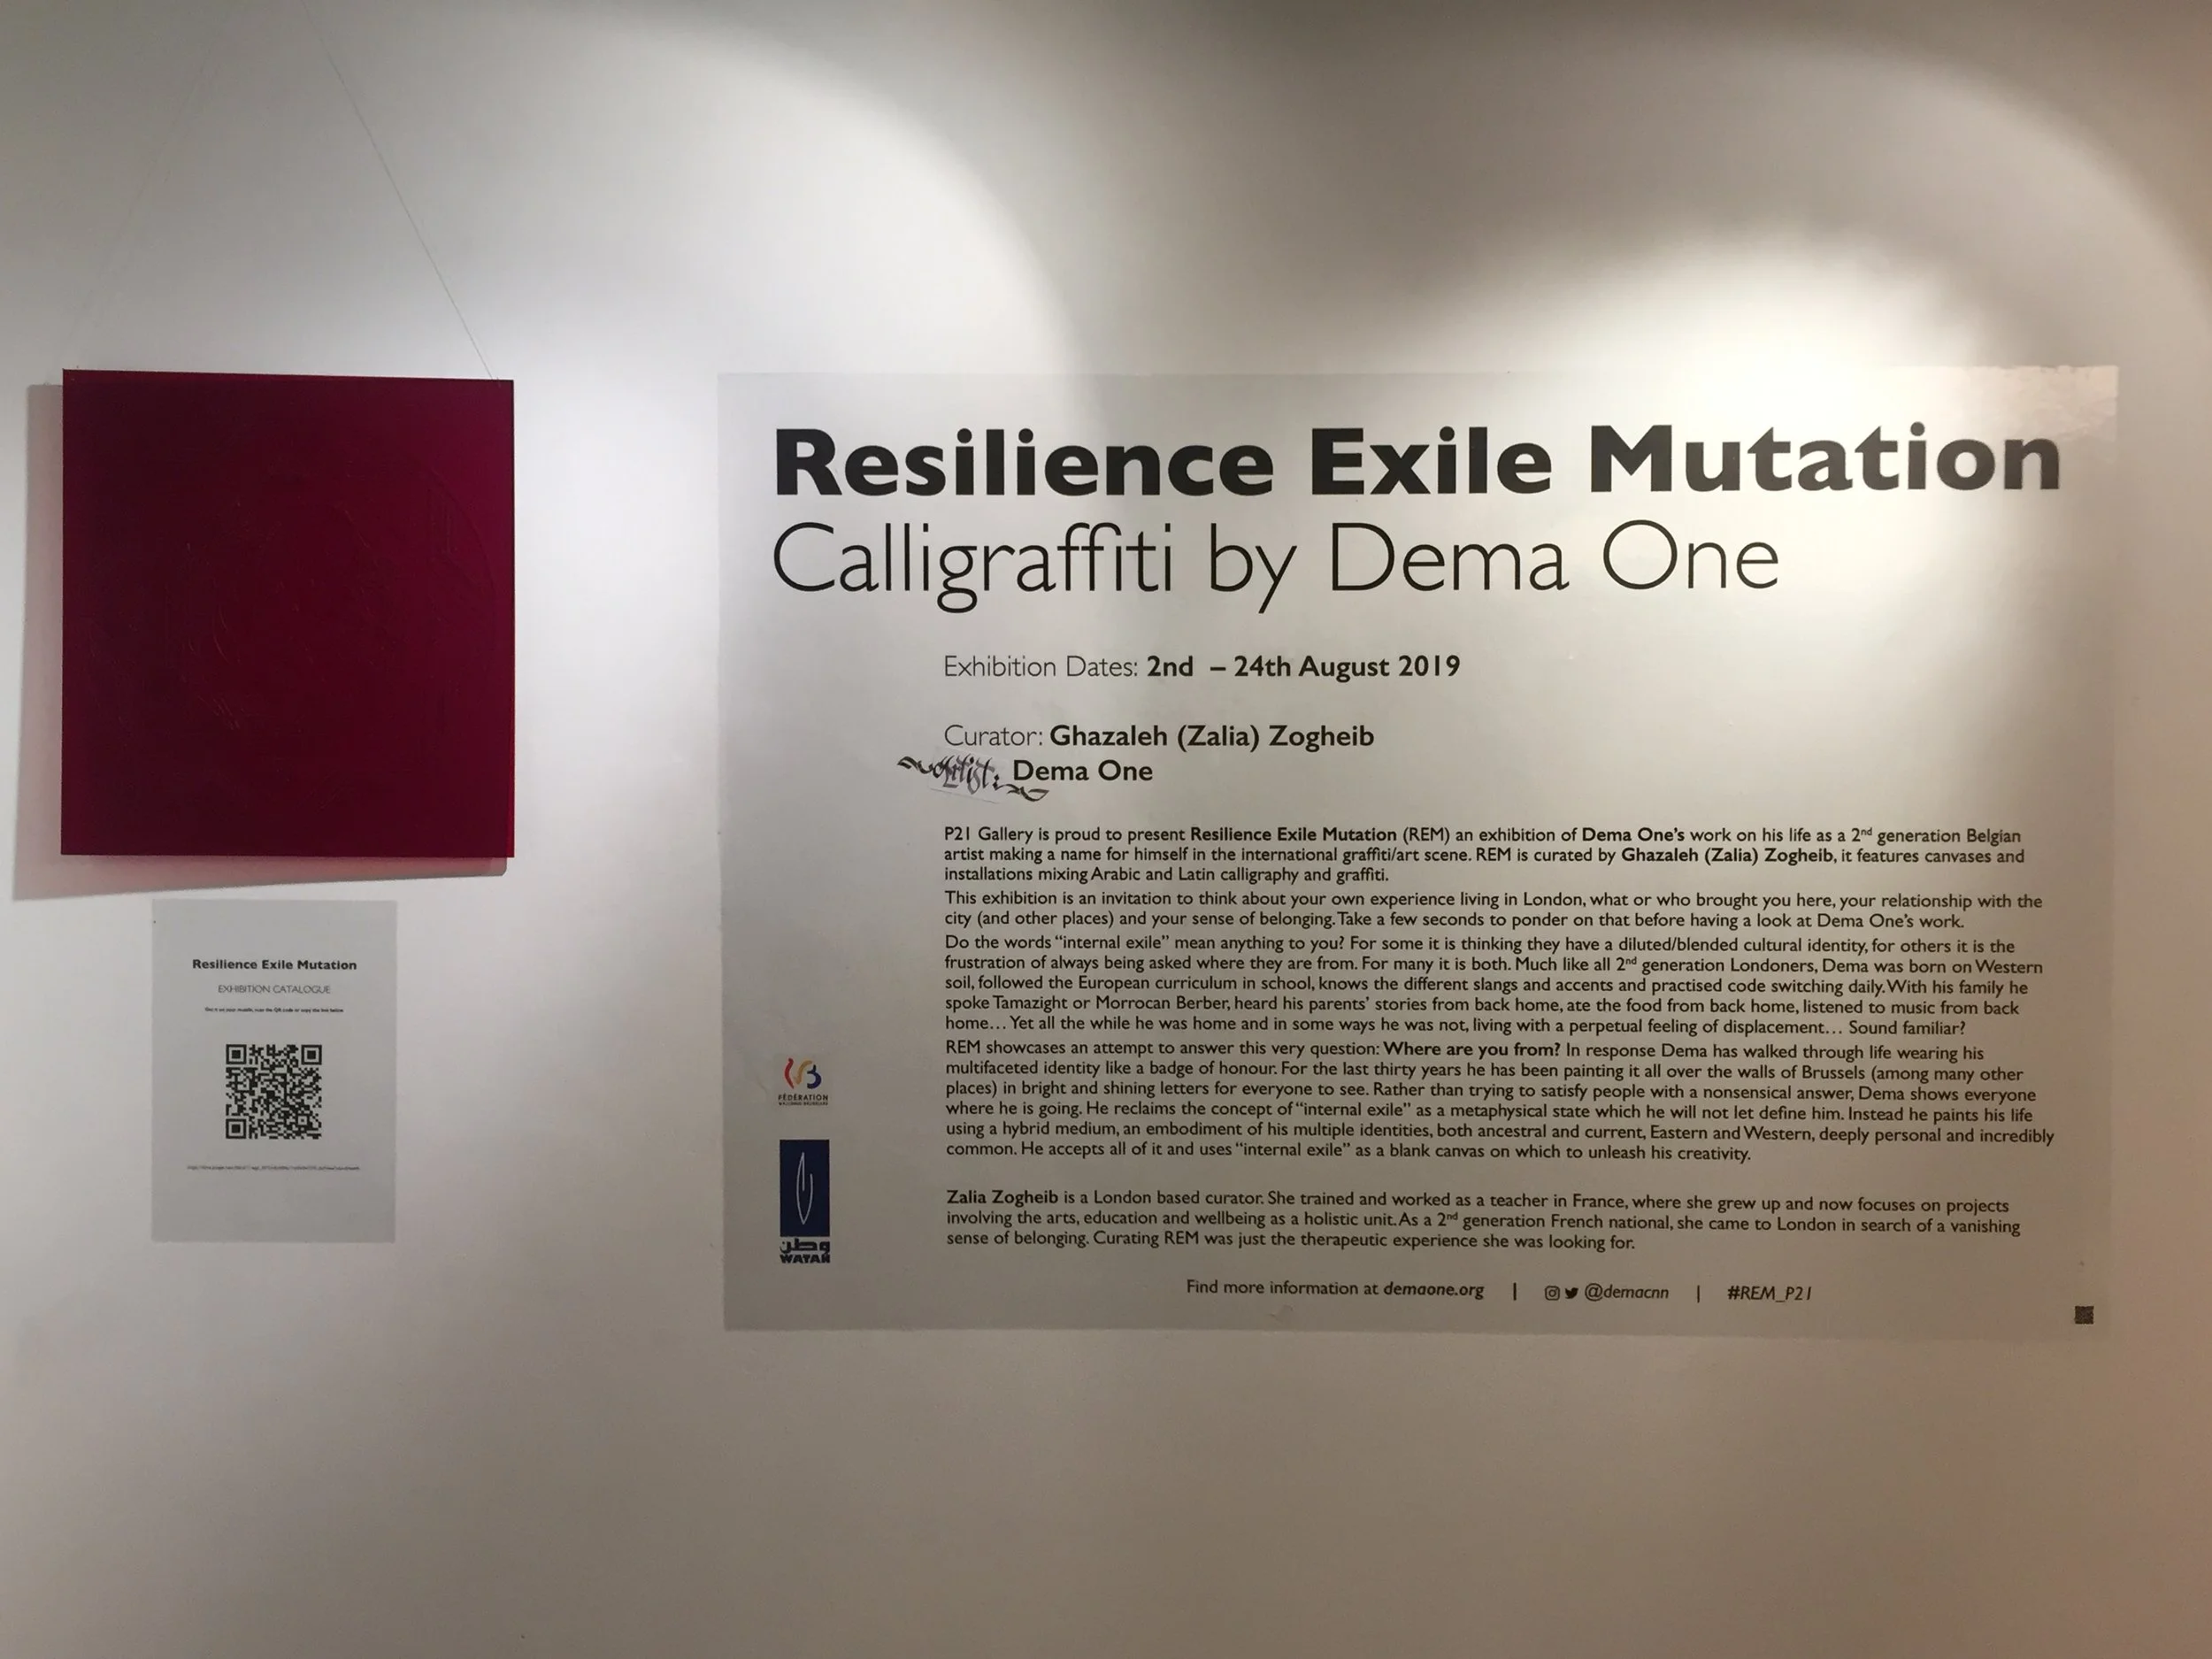 Resilience Exile Mutation
Calligraffiti by Dema One
Exhibition Dates: 2nd – 24th August 2019
Curator: Ghazaleh (Zalia) Zogheib
Artist: Dema One
P21 Gallery is proud to present Resilience Exile Mutation (REM) an exhibition of Dema One's work on his life as a 2nd generation Belgian
artist making a name for himself in the international graffiti/art scene. REM is curated by Ghazaleh (Zalia) Zogheib, it features canvases and
installations mixing Arabic and Latin calligraphy and graffiti.
This exhibition is an invitation to think about your own experience living in London, what or who brought you here, your relationship with the
city (and other places) and your sense of belonging. Take a few seconds to ponder on that before having a look at Dema One's work.
Do the words "internal exile" mean anything to you? For some it is thinking they have a diluted/blended cultural identity, for others it is the
frustration of always being asked where they are from. For many it is both. Much like all 2nd generation Londoners, Dema was born on Western
soil, followed the European curriculum in school, knows the different slangs and accents and practised code switching daily. With his family he
spoke Tamazight or Morrocan Berber, heard his parents' stories from back home, ate the food from back home, listened to music from back
home... Yet all the while he was home and in some ways he was not, living with a perpetual feeling of displacement... Sound familiar?
REM showcases an attempt to answer this very question: Where are you from? In response Dema has walked through life wearing his
multifaceted identity like a badge of honour. For the last thirty years he has been painting it all over the walls of Brussels (among many other
places) in bright and shining letters for everyone to see. Rather than trying to satisfy people with a nonsensical answer, Dema shows everyone
where he is going. He reclaims the concept of "internal exile" as a metaphysical state which he will not let define him. Instead he paints his life
using a hybrid medium, an embodiment of his multiple identities, both ancestral and current, Eastern and Western, deeply personal and incredibly
common. He accepts all of it and uses "internal exile" as a blank canvas on which to unleash his creativity.
Zalia Zogheib is a London based curator. She trained and worked as a teacher in France, where she grew up and now focuses on projects
involving the arts, education and wellbeing as a holistic unit. As a 2nd generation French national, she came to London in search of a vanishing
sense of belonging. Curating REM was just the therapeutic experience she was looking for.
Find more information at demaone.org | @demacnn | #REM_P21
FÉDÉRATION
WALLONIE-BRUXELLES
وطن
WATAN
Resilience Exile Mutation
EXHIBITION CATALOGUE